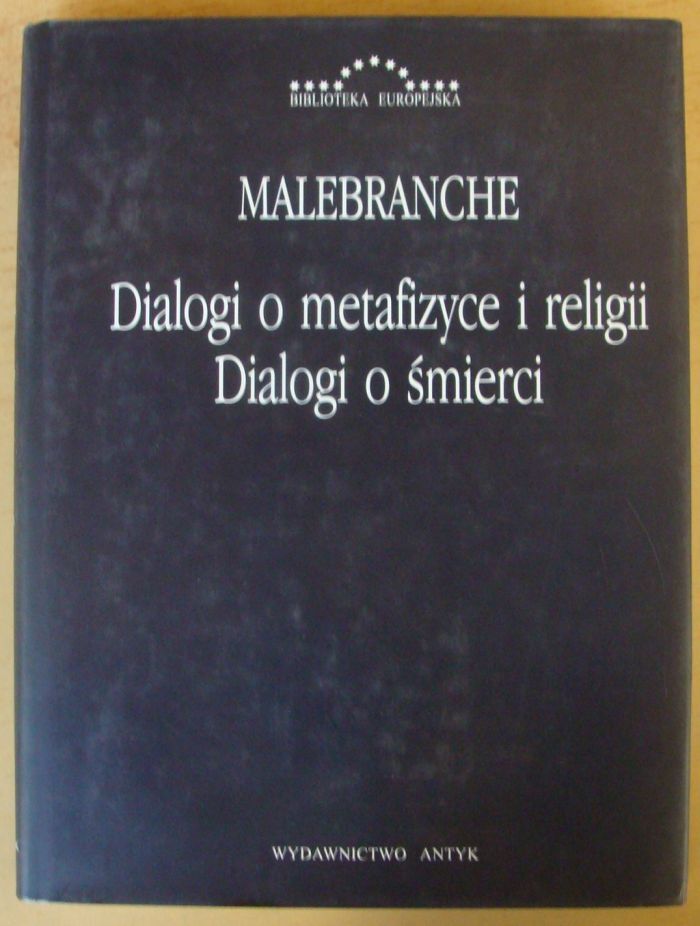 BIBLIOTEKA EUROPEJSKA
MALEBRANCHE
Dialogi o metafizyce i religii
Dialogi o śmierci
WYDAWNICTWO ANTYK